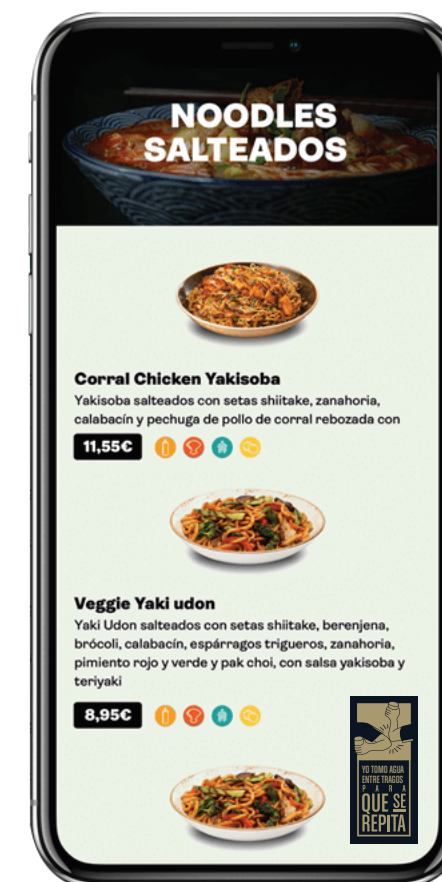 NOODLES
SALTEADOS
Corral Chicken Yakisoba
Yakisoba salteados con setas shiitake, zanahoria,
calabacín y pechuga de pollo de corral rebozada con
11,55€
Veggie Yaki udon
Yaki Udon salteados con setas shiitake, berenjena,
brócoli, calabacín, espárragos trigueros, zanahoria,
pimiento rojo y verde y pak choi, con salsa yakisoba y
teriyaki
8,95€
YO TOMO AGUA
ENTRE TRAGOS
PARA
QUE SE
REPITA